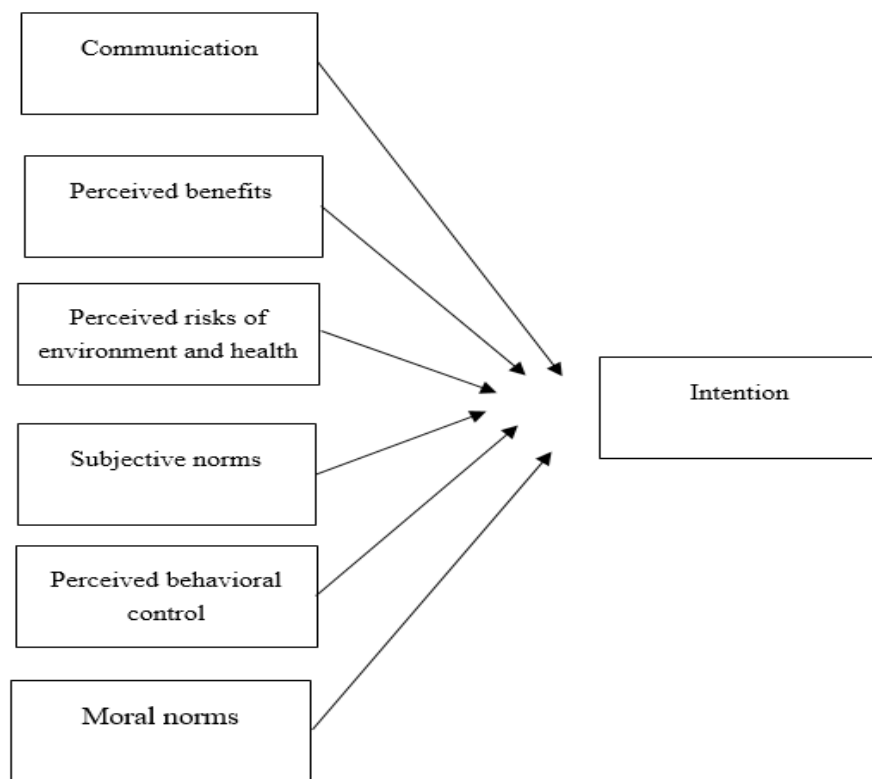 Communication
Perceived benefits
Perceived risks of
environment and health
Intention
Subjective norms
Perceived behavioral
control
Moral norms